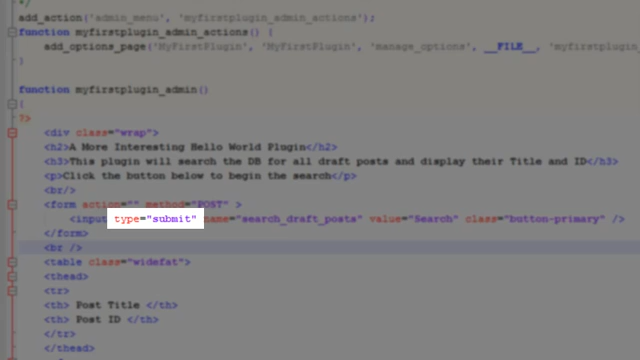 */
add_action('admin_menu', 'myfirstplugin_admin_actions');
function myfirstplugin_admin_actions() {
add_options_page('MyFirstPlugin', 'MyFirstPlugin', 'manage_options', __FILE__, 'myfirstplugin_
}
function myfirstplugin_admin()
{
?>
<div class="wrap">
<h2>A More Interesting Hello World Plugin</h2>
<h3>This plugin will search the DB for all draft posts and display their Title and ID</h3>
<p>Click the button below to begin the search</p>
<br/>
<form action="" method="POST" >
<input type="submit" name="search_draft_posts" value="Search" class="button-primary" />
</form>
<br />
<table class="widefat">
<thead>
<tr>
<th> Post Title </th>
<th> Post ID </th>
</tr>
</thead>